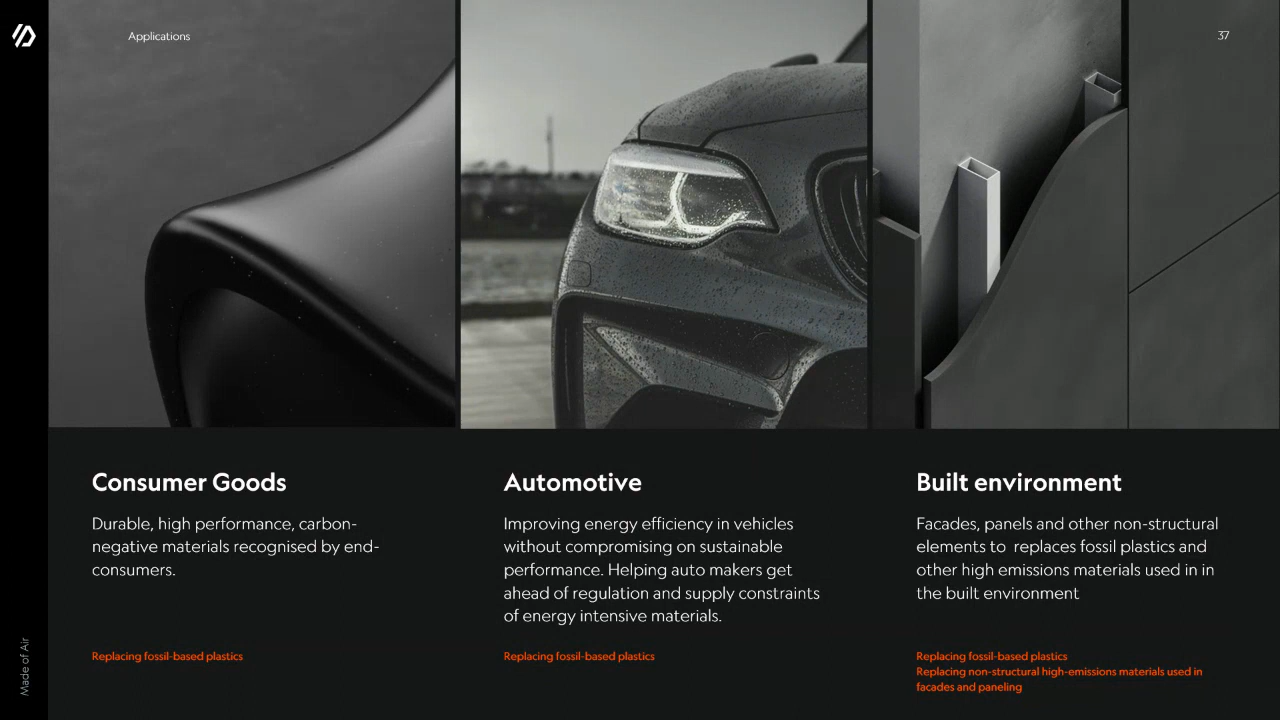 Applications
37
Consumer Goods
Durable, high performance, carbon-
negative materials recognised by end-
consumers.
Replacing fossil-based plastics
Automotive
Improving energy efficiency in vehicles
without compromising on sustainable
performance. Helping auto makers get
ahead of regulation and supply constraints
of energy intensive materials.
Replacing fossil-based plastics
Built environment
Facades, panels and other non-structural
elements to  replaces fossil plastics and
other high emissions materials used in in
the built environment
Replacing fossil-based plastics
Replacing non-structural high-emissions materials used in
facades and paneling
Made of Air